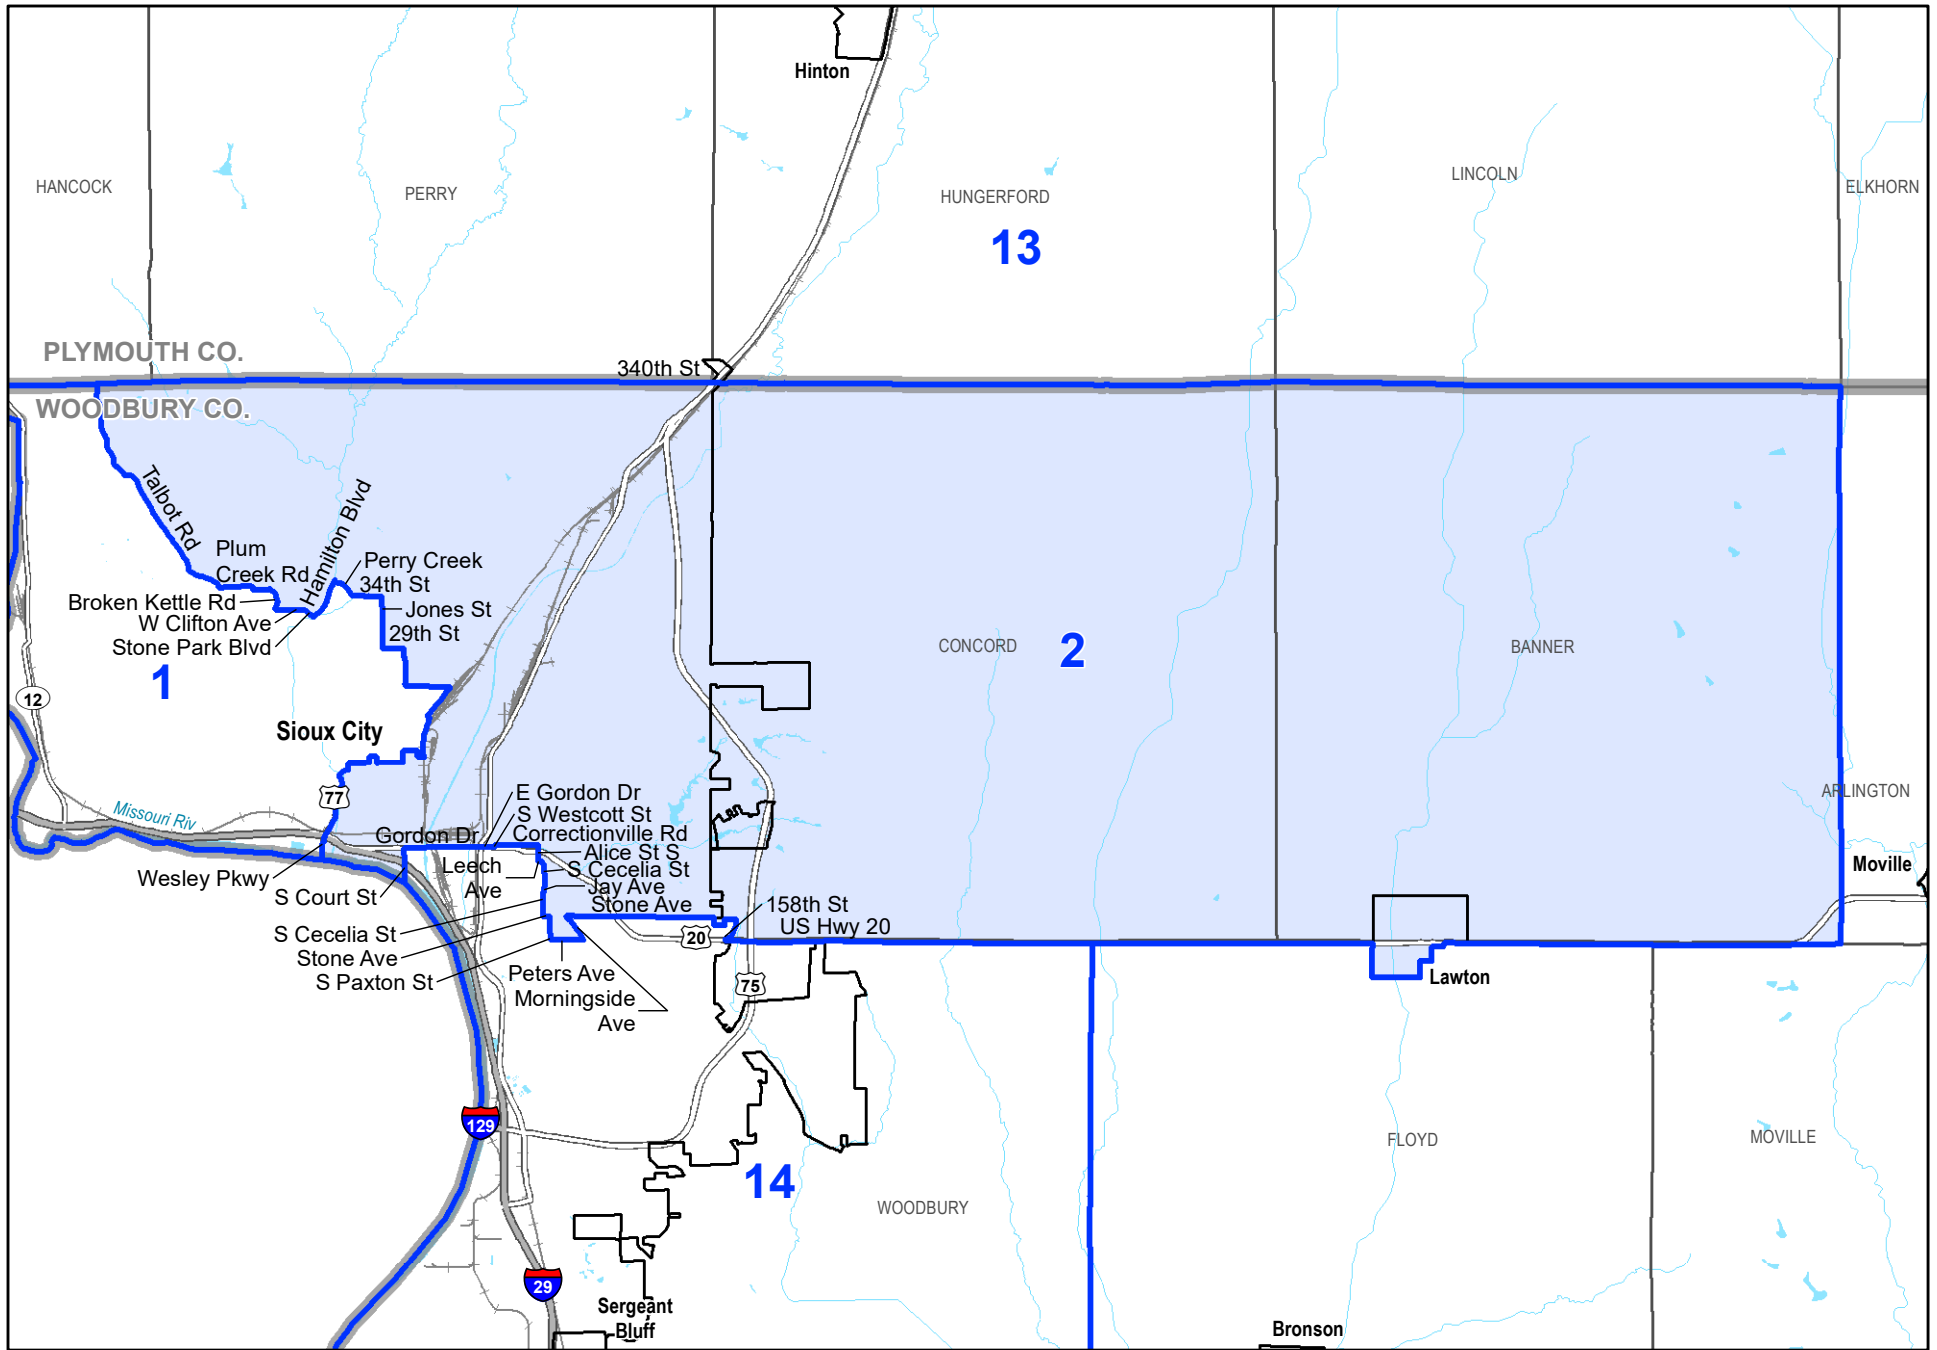 Hinton
HANCOCK
PERRY
HUNGERFORD
LINCOLN
ELKHORN
13
PLYMOUTH CO.
340th St
WOODBURY CO.
Talbot Rd
Hamilton Blvd
Plum
Creek Rd
Perry Creek
34th St
Broken Kettle Rd
Jones St
W Clifton Ave
29th St
Stone Park Blvd
CONCORD
2
BANNER
1
12
Sioux City
77
Missouri Riv
E Gordon Dr
S Westcott St
Gordon Dr
Correctionville Rd
Alice St S
Leech
Ave
S Cecelia St
Jay Ave
Stone Ave
ARLINGTON
Moville
Wesley Pkwy
S Court St
158th St
US Hwy 20
S Cecelia St
20
Stone Ave
S Paxton St
Peters Ave
Morningside
Ave
75
Lawton
129
14
WOODBURY
FLOYD
MOVILLE
29
Sergeant
Bluff
Bronson